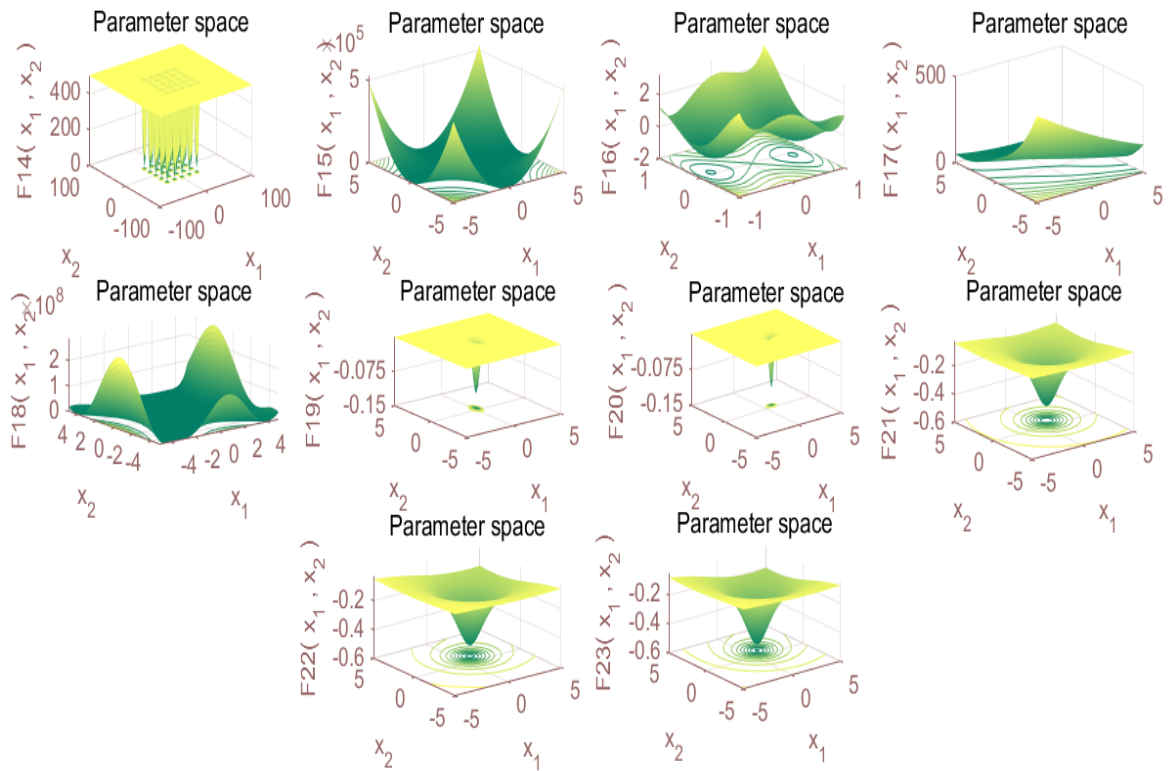 Parameter space
F14( x1 , x2 )
400
200
0
100
0
-100
-100
0
100
x2
x1
Parameter space
×10^5
F15( x1 , x2 )
5
0
5
0
-5
-5
0
5
x2
x1
Parameter space
F16( x1 , x2 )
2
0
-2
1
0
-1
-1
0
1
x2
x1
Parameter space
F17( x1 , x2 )
500
0
5
0
-5
-5
0
5
x2
x1
Parameter space
×10^8
F18( x1 , x2 )
2
1
0
4
2
0
-2
-4
-4
-2
0
2
4
x2
x1
Parameter space
F19( x1 , x2 )
-0.075
-0.15
5
0
-5
-5
0
5
x2
x1
Parameter space
F20( x1 , x2 )
-0.075
-0.15
5
0
-5
-5
0
5
x2
x1
Parameter space
F21( x1 , x2 )
-0.2
-0.4
-0.6
5
0
-5
-5
0
5
x2
x1
Parameter space
F22( x1 , x2 )
-0.2
-0.4
-0.6
5
0
-5
-5
0
5
x2
x1
Parameter space
F23( x1 , x2 )
-0.2
-0.4
-0.6
5
0
-5
-5
0
5
x2
x1